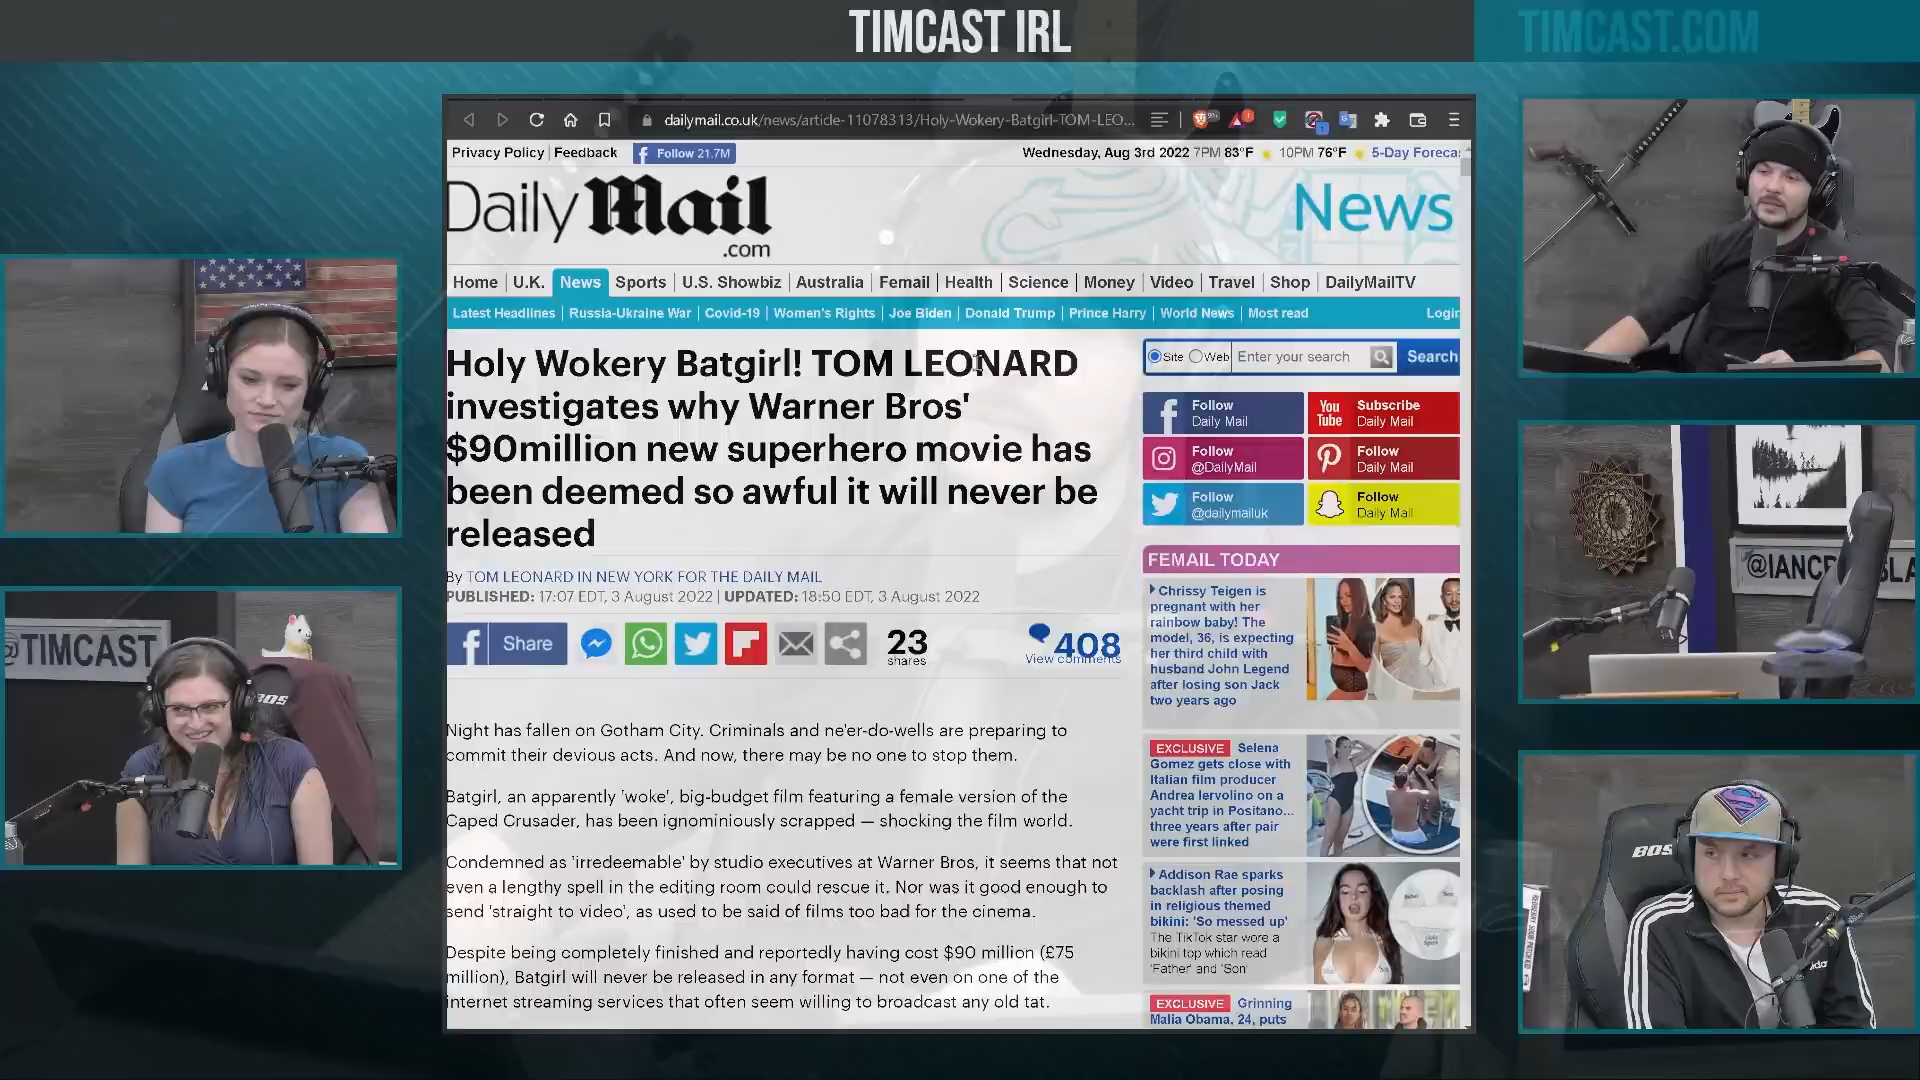 TIMCAST IRL
TIMCAST.COM
dailymail.co.uk/news/article-11078313/Holy-Wokery-Batgirl-TOM-LEO...
Privacy Policy | Feedback
Follow 21.7M
Wednesday, Aug 3rd 2022 7PM 83°F 10PM 76°F 5-Day Foreca
Daily Mail
.com
News
Home | U.K. News Sports | U.S. Showbiz | Australia | Femail | Health | Science | Money | Video | Travel | Shop | DailyMailTV
Latest Headlines | Russia-Ukraine War | Covid-19 | Women's Rights | Joe Biden | Donald Trump | Prince Harry | World News | Most read
Login
Holy Wokery Batgirl! TOM LEONARD
investigates why Warner Bros'
$90million new superhero movie has
been deemed so awful it will never be
released
By TOM LEONARD IN NEW YORK FOR THE DAILY MAIL
PUBLISHED: 17:07 EDT, 3 August 2022 | UPDATED: 18:50 EDT, 3 August 2022
Share
23
shares
408
View comments
Night has fallen on Gotham City. Criminals and ne'er-do-wells are preparing to
commit their devious acts. And now, there may be no one to stop them.
Batgirl, an apparently 'woke', big-budget film featuring a female version of the
Caped Crusader, has been ignominiously scrapped — shocking the film world.
Condemned as 'irredeemable' by studio executives at Warner Bros, it seems that not
even a lengthy spell in the editing room could rescue it. Nor was it good enough to
send 'straight to video', as used to be said of films too bad for the cinema.
Despite being completely finished and reportedly having cost $90 million (£75
million), Batgirl will never be released in any format — not even on one of the
internet streaming services that often seem willing to broadcast any old tat.
Site Web Enter your search Search
Follow
Daily Mail
You
Tube
Subscribe
Daily Mail
Follow
@DailyMail
Follow
Daily Mail
Follow
@dailymailuk
Follow
Daily Mail
FEMAIL TODAY
Chrissy Teigen is
pregnant with her
rainbow baby! The
model, 36, is expecting
her third child with
husband John Legend
after losing son Jack
two years ago
EXCLUSIVE Selena
Gomez gets close with
Italian film producer
Andrea Iervolino on a
yacht trip in Positano...
three years after pair
were first linked
Addison Rae sparks
backlash after posing
in religious themed
bikini: 'So messed up'
The TikTok star wore a
bikini top which read
'Father' and 'Son'
EXCLUSIVE Grinning
Malia Obama, 24, puts
@TIMCAST
BOS